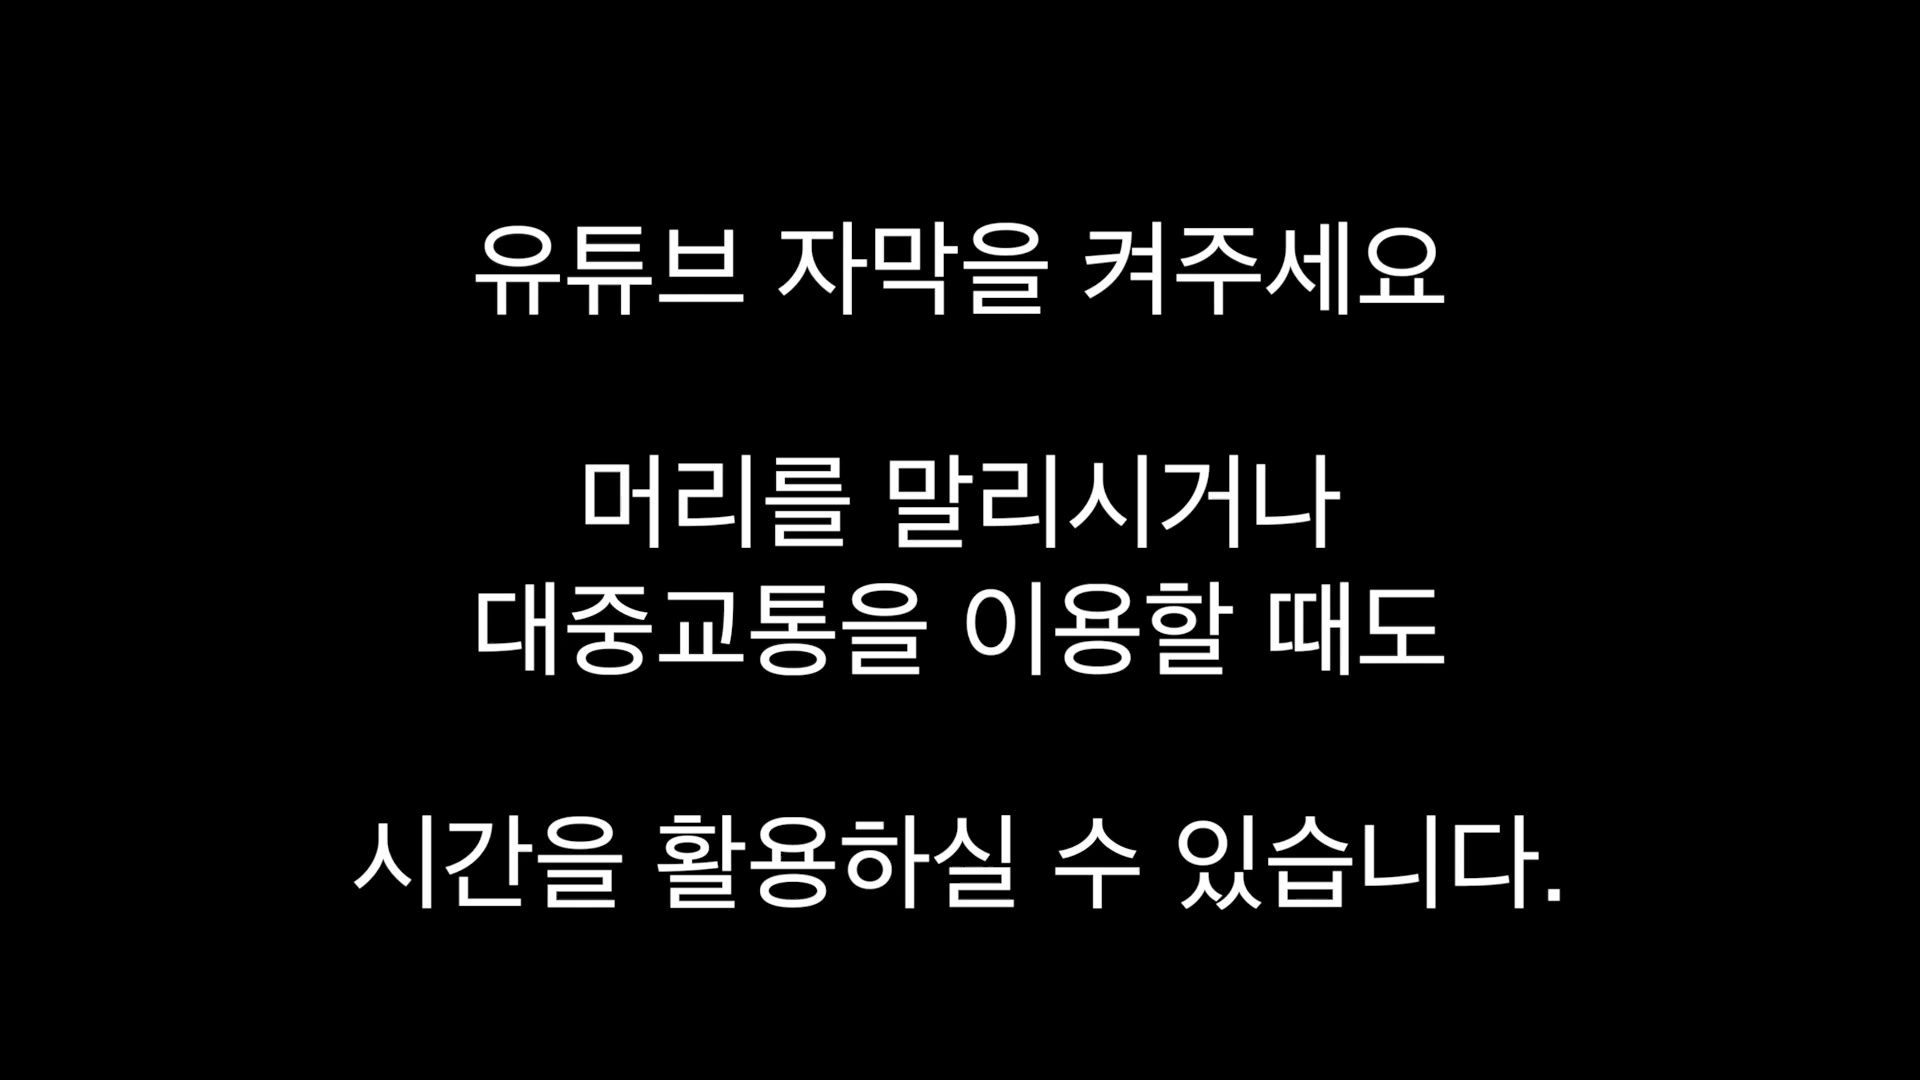 유튜브 자막을 켜주세요
머리를 말리시거나
대중교통을 이용할 때도
시간을 활용하실 수 있습니다.